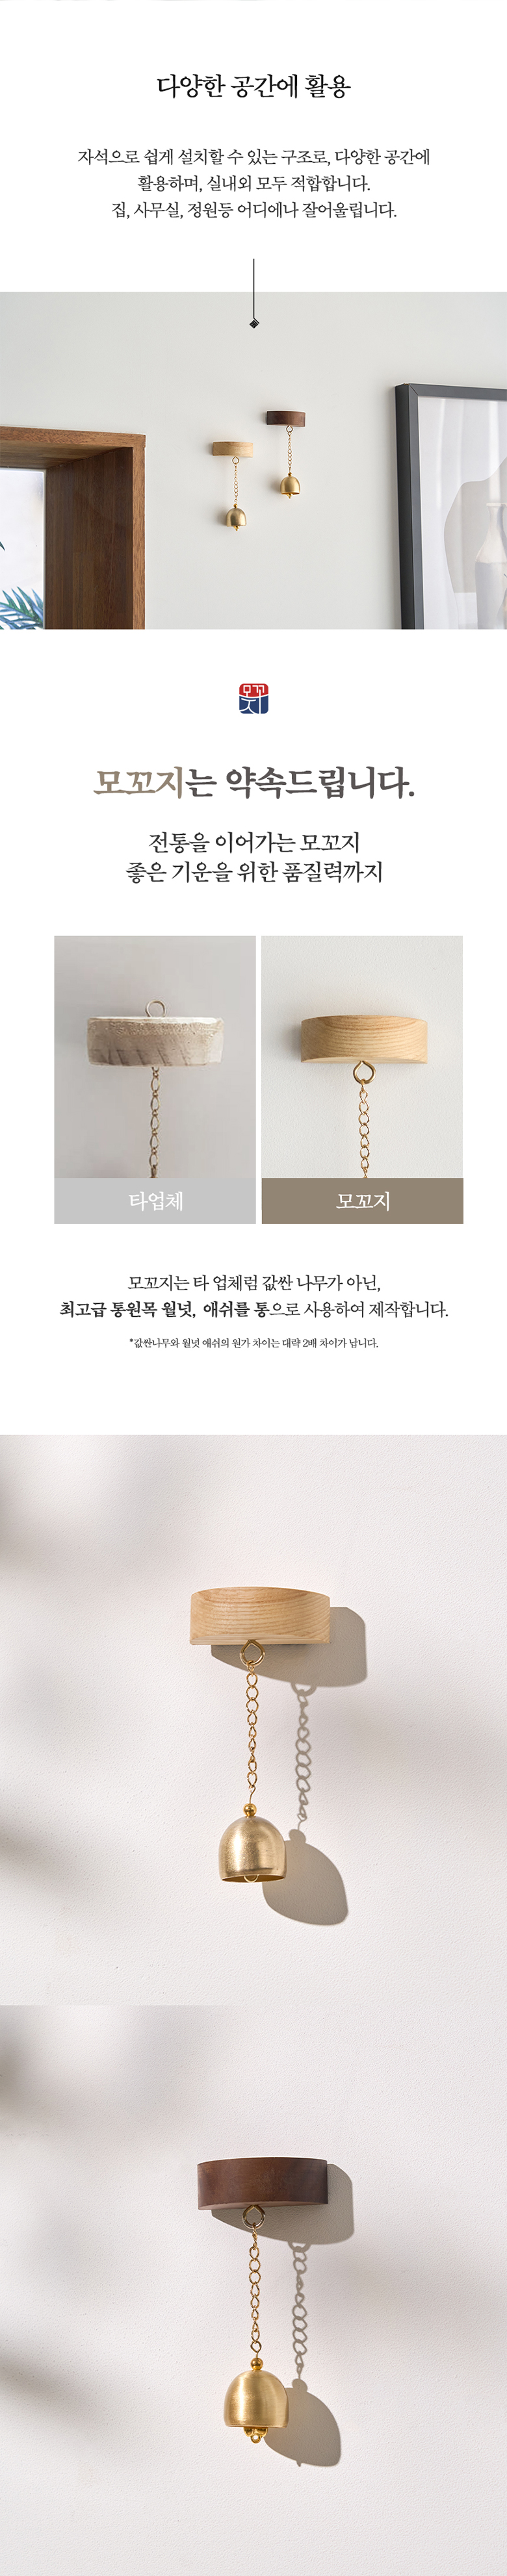 다양한 공간에 활용
자석으로 쉽게 설치할 수 있는 구조로, 다양한 공간에
활용하며, 실내외 모두 적합합니다.
집, 사무실, 정원등 어디에나 잘어울립니다.
모꼬
지
모꼬지는 약속드립니다.
전통을 이어가는 모꼬지
좋은 기운을 위한 품질력까지
타업체
모꼬지
모꼬지는 타 업체럼 값싼 나무가 아닌,
최고급 통원목 월넛, 애쉬를 통으로 사용하여 제작합니다.
*값싼나무와 월넛 애쉬의 원가 차이는 대략 2배 차이가 납니다.